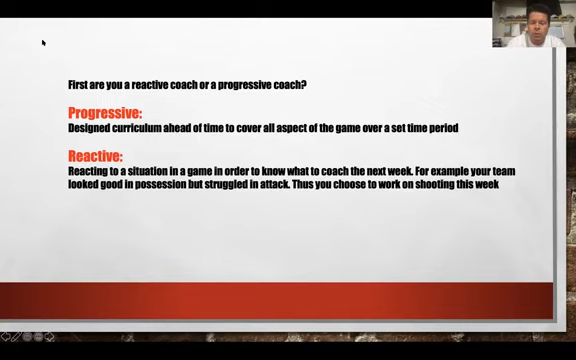 First are you a reactive coach or a progressive coach?
Progressive:
Designed curriculum ahead of time to cover all aspect of the game over a set time period
Reactive:
Reacting to a situation in a game in order to know what to coach the next week. For example your team
looked good in possession but struggled in attack. Thus you choose to work on shooting this week